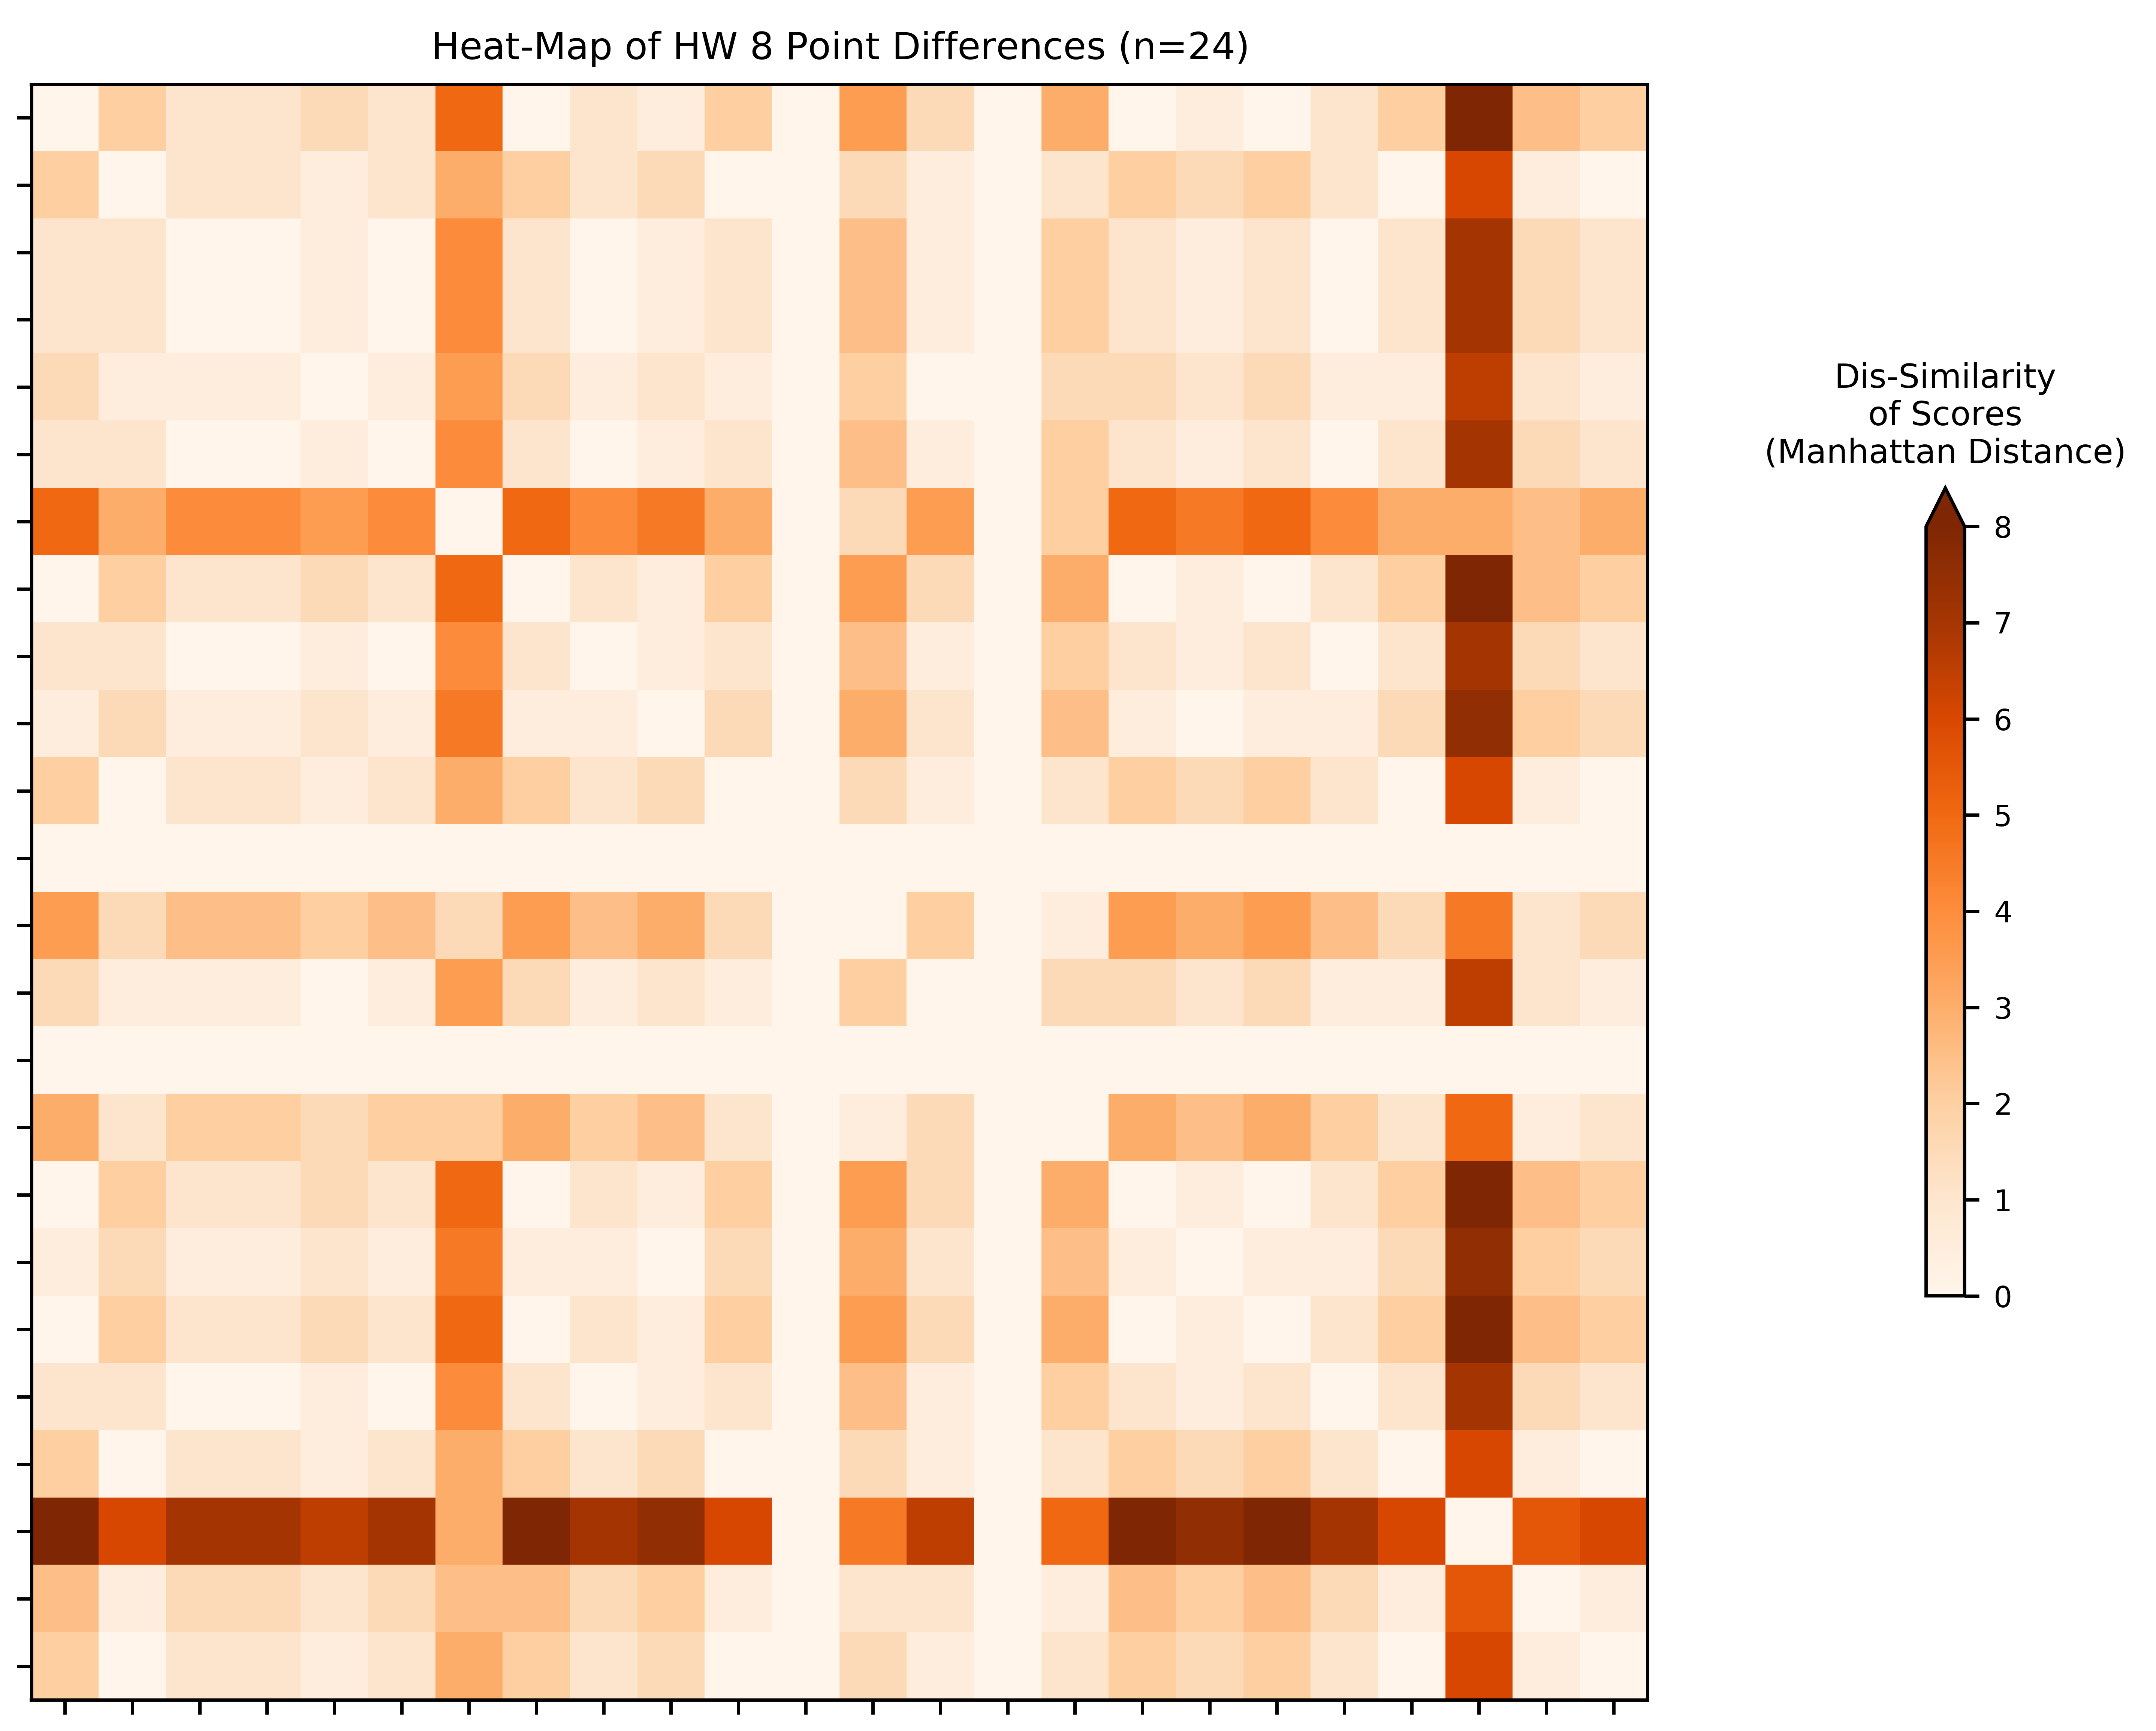 Heat-Map of HW 8 Point Differences (n=24)
Dis-Similarity
of Scores
(Manhattan Distance)
8
7
6
5
4
3
2
1
0